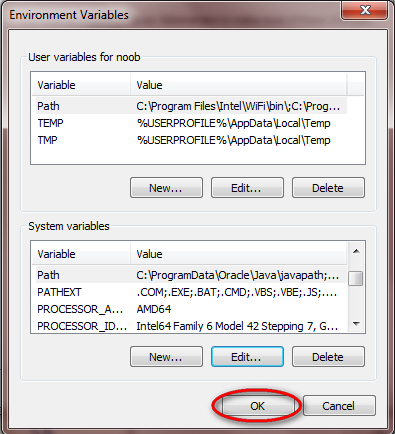 Environment Variables
User variables for noob
Variable Value
Path C:\Program Files\Intel\WiFi\bin\;C:\Prog...
TEMP %USERPROFILE%\AppData\Local\Temp
TMP %USERPROFILE%\AppData\Local\Temp
New... Edit... Delete
System variables
Variable Value
Path C:\ProgramData\Oracle\Java\javapath;...
PATHEXT .COM;.EXE;.BAT;.CMD;.VBS;.VBE;.JS;....
PROCESSOR_A... AMD64
PROCESSOR_ID... Intel64 Family 6 Model 42 Stepping 7, G...
New... Edit... Delete
OK Cancel